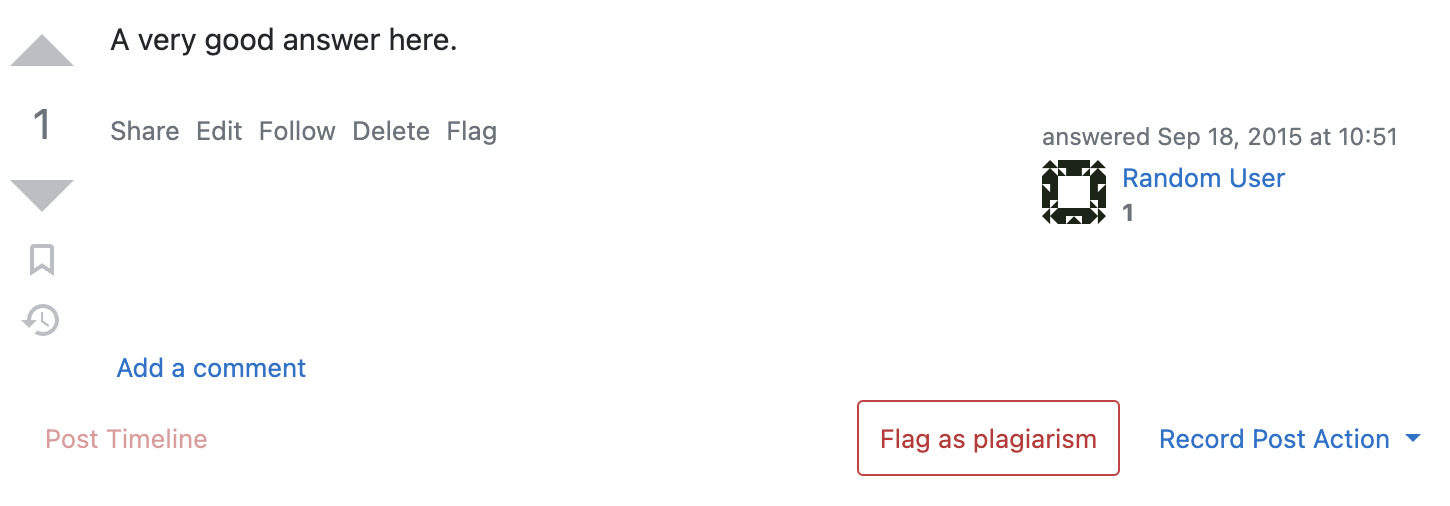 A very good answer here.
1
Share Edit Follow Delete Flag
answered Sep 18, 2015 at 10:51
Random User
1
Add a comment
Post Timeline
Flag as plagiarism
Record Post Action